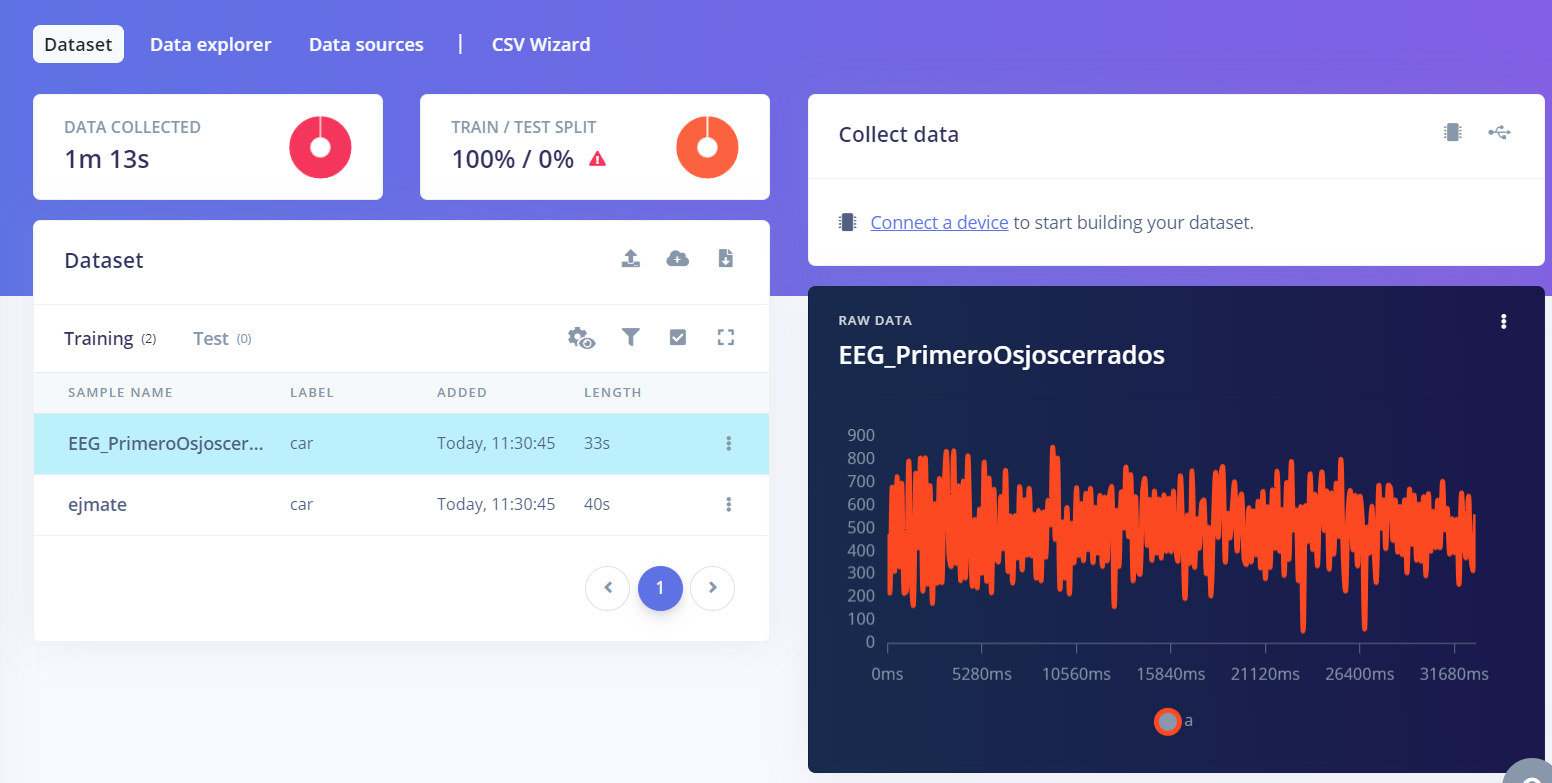 Dataset Data explorer Data sources | CSV Wizard
DATA COLLECTED
1m 13s
TRAIN / TEST SPLIT
100% / 0%
Collect data
Connect a device to start building your dataset.
Dataset
Training (2) Test (0)
SAMPLE NAME LABEL ADDED LENGTH
EEG_PrimeroOsjoscer... car Today, 11:30:45 33s
ejmate car Today, 11:30:45 40s
1
RAW DATA
EEG_PrimeroOsjoscerrados
900
800
700
600
500
400
300
200
100
0
0ms 5280ms 10560ms 15840ms 21120ms 26400ms 31680ms
a